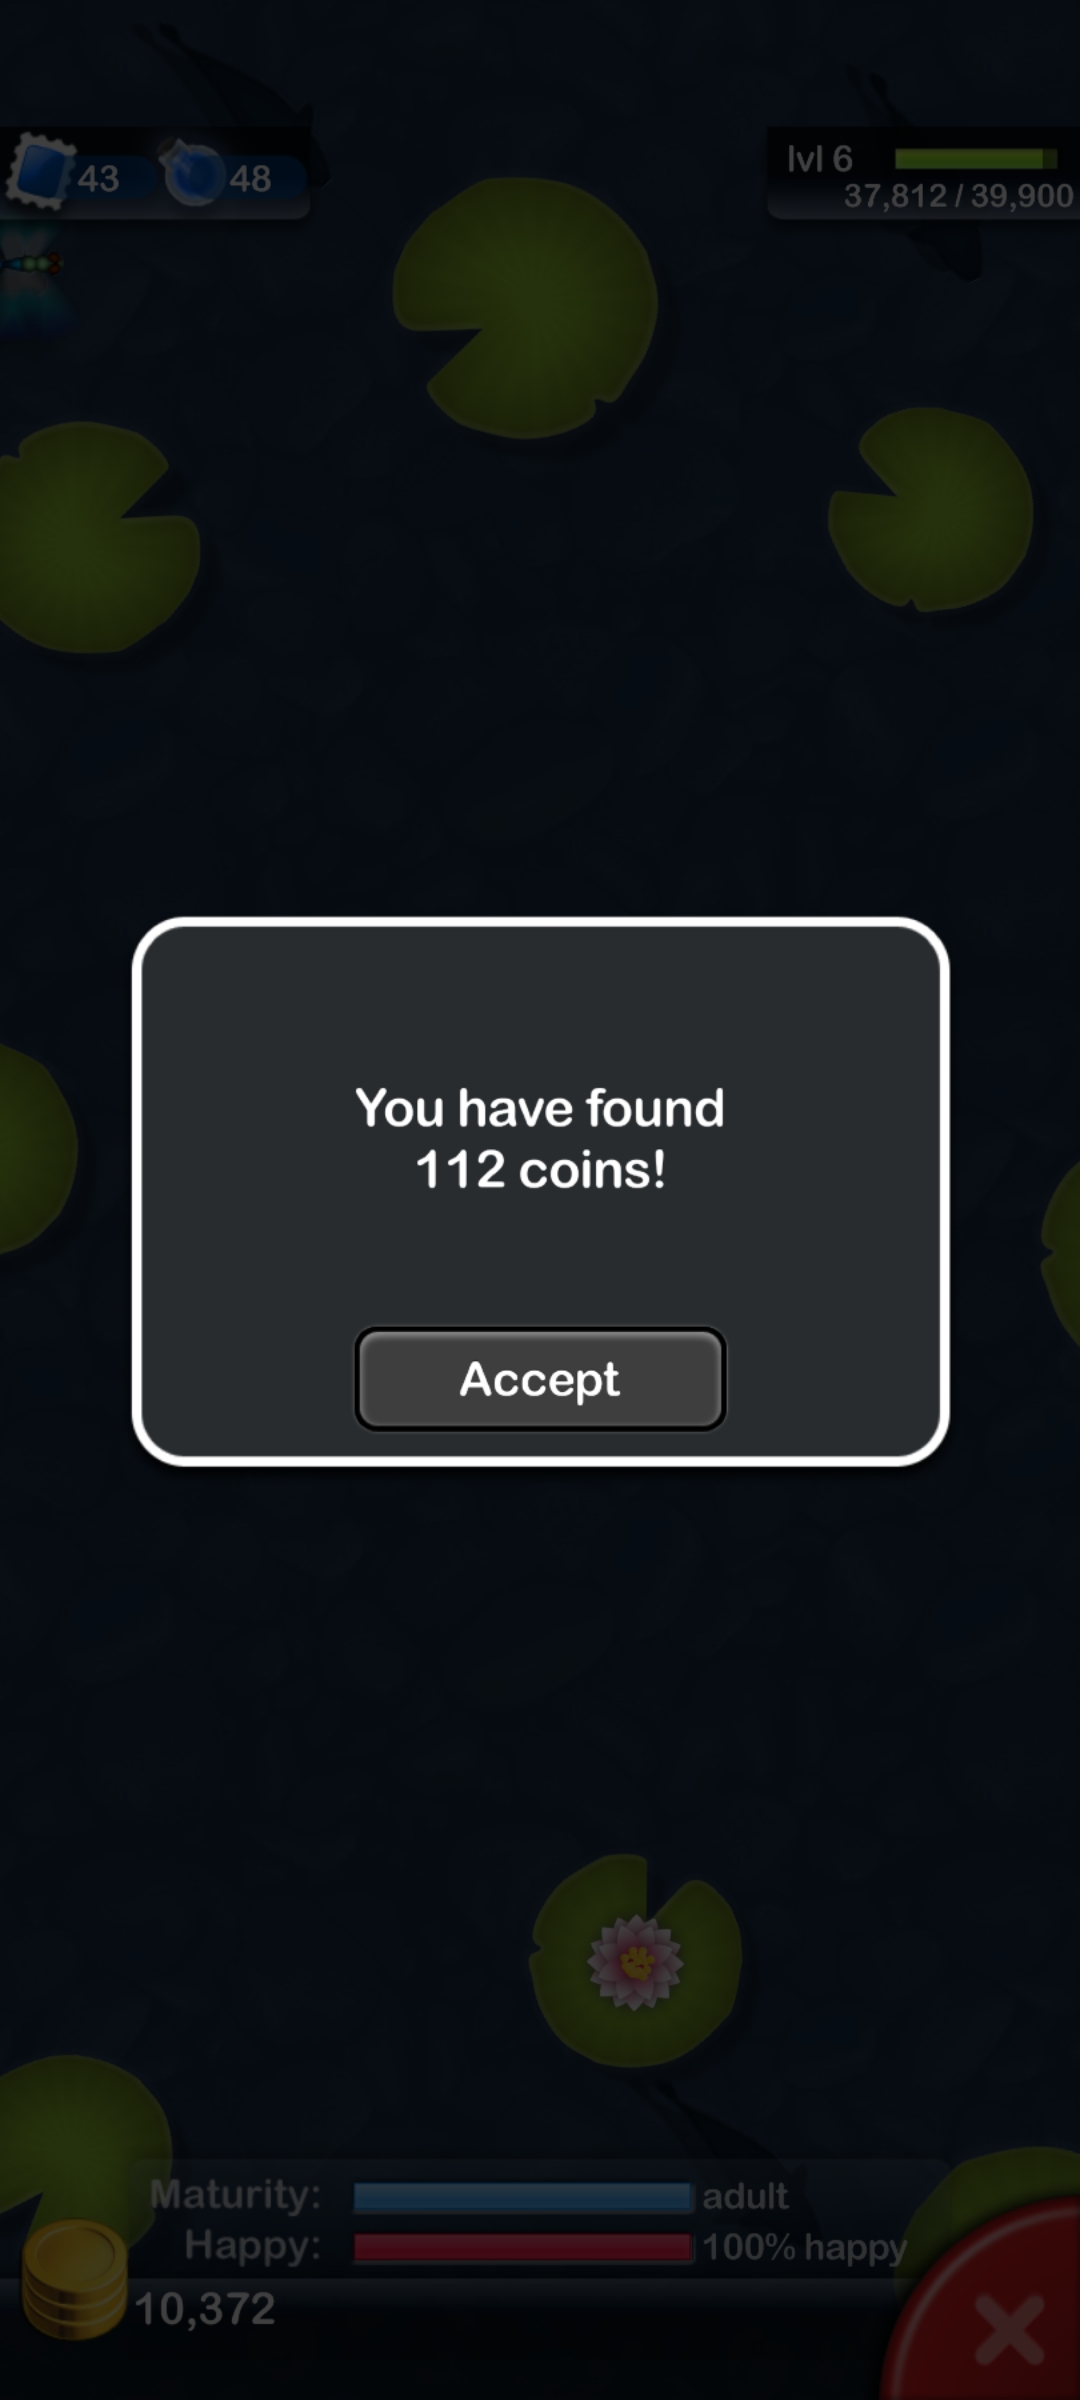 43 48
lvl 6
37,812 / 39,900
You have found
112 coins!
Accept
Maturity: adult
Happy: 100% happy
10,372